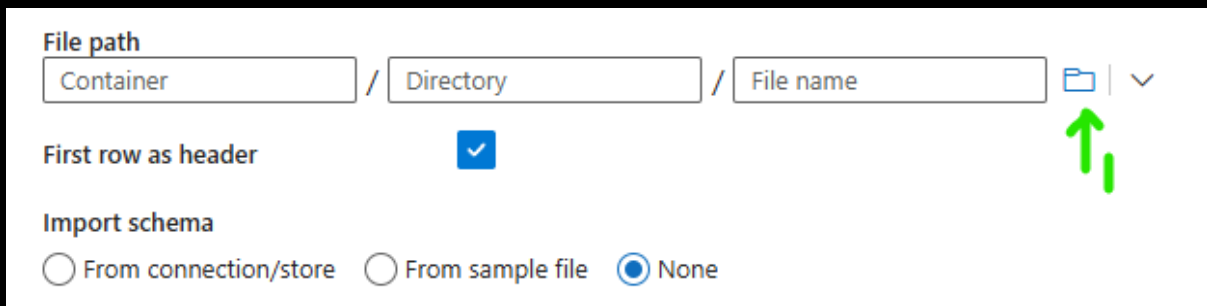 File path
Container / Directory / File name
First row as header
Import schema
From connection/store From sample file None